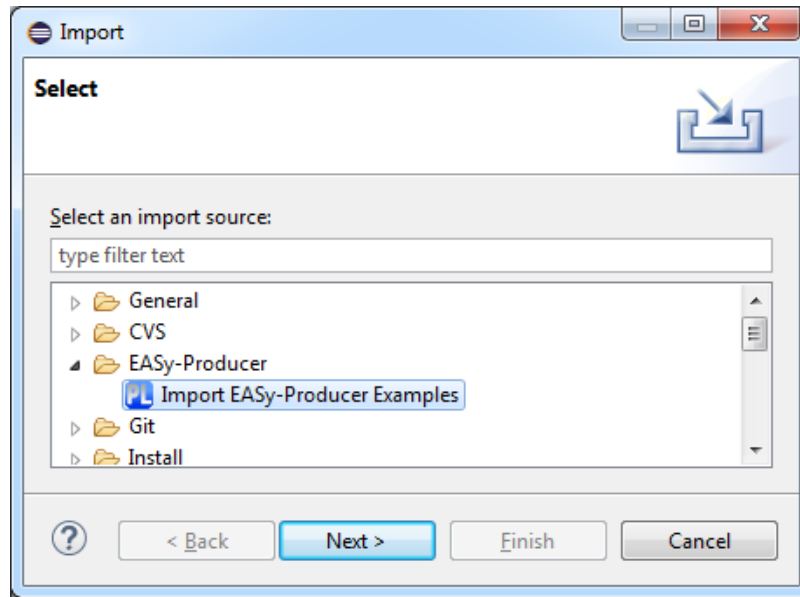 Import
Select
Select an import source:
type filter text
General
CVS
EASy-Producer
PL Import EASy-Producer Examples
Git
Install
? < Back Next > Finish Cancel